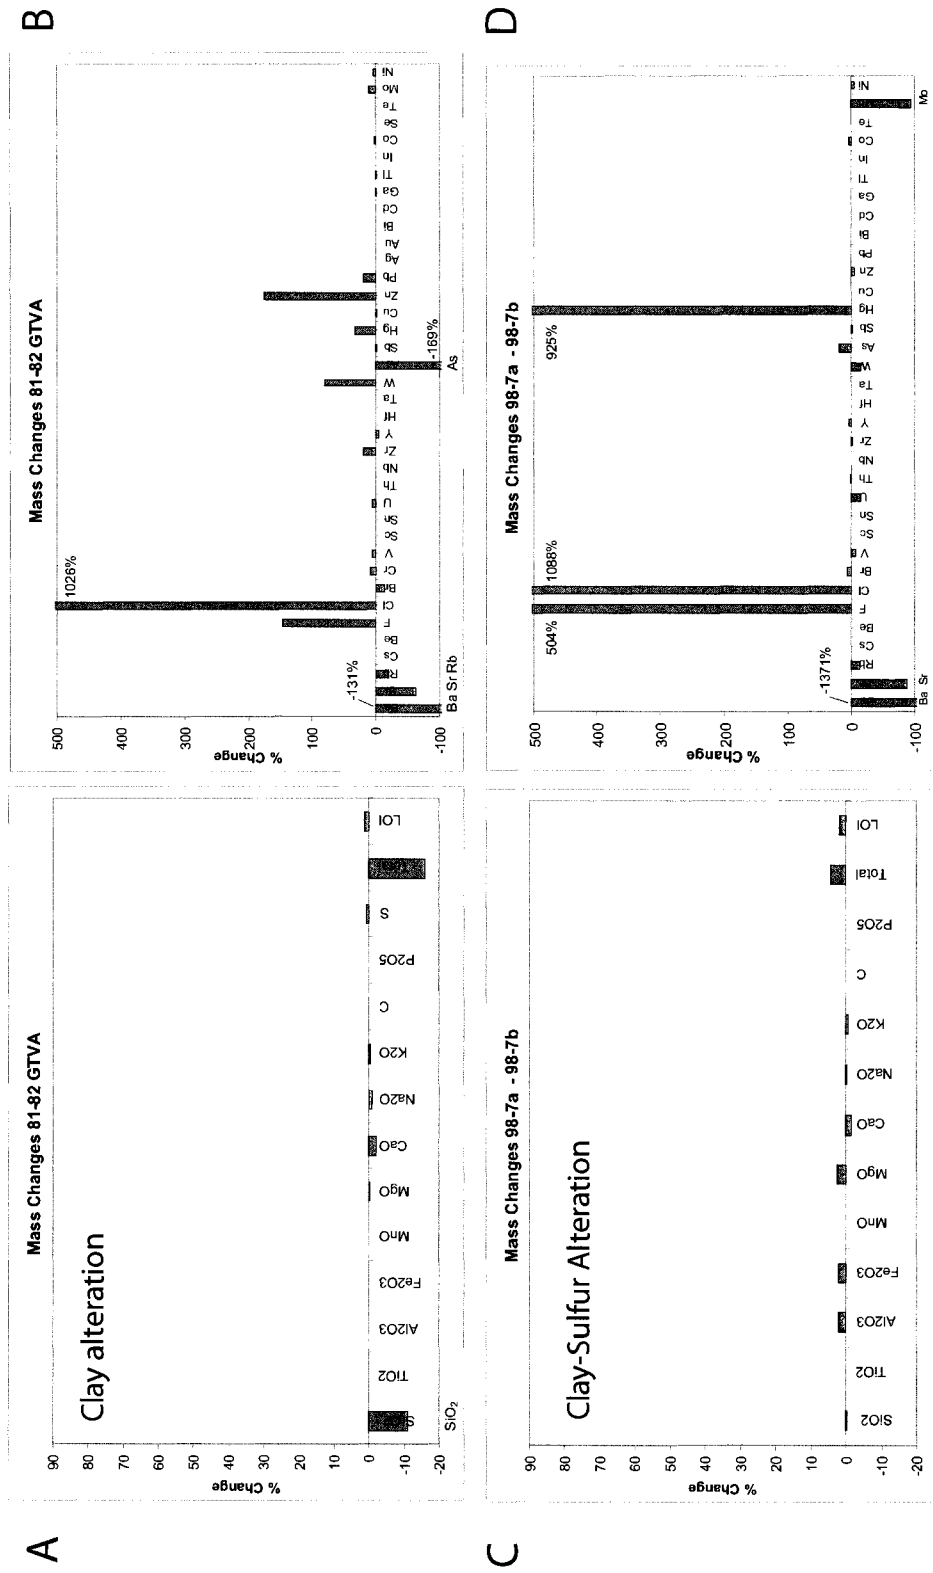 A
Mass Changes 81-82 GTVA
Clay alteration
% Change
90
80
70
60
50
40
30
20
10
0
-10
-20
SiO2 TiO2 Al2O3 Fe2O3 MnO MgO CaO Na2O K2O C P2O5 S LOI
SiO₂
B
Mass Changes 81-82 GTVA
% Change
500
400
300
200
100
0
-100
1026%
-131%
-169%
Rb Cs Be F Cl Br Cr V Sc Sn U Th Nb Zr Y Hf Ta W Sb Hg Cu Zn Pb Ag Au Bi Cd Ga Tl In Co Se Te Mo Ni
Ba Sr Rb As
C
Mass Changes 98-7a - 98-7b
Clay-Sulfur Alteration
% Change
90
80
70
60
50
40
30
20
10
0
-10
-20
SiO2 TiO2 Al2O3 Fe2O3 MnO MgO CaO Na2O K2O C P2O5 Total LOI
D
Mass Changes 98-7a - 98-7b
% Change
500
400
300
200
100
0
-100
504%
1088%
925%
-1371%
Rb Cs Be F Cl Br V Sc Sn U Th Nb Zr Y Hf Ta W As Sb Hg Cu Zn Pb Bi Cd Ga Tl In Co Te Ni
Ba Sr Mo